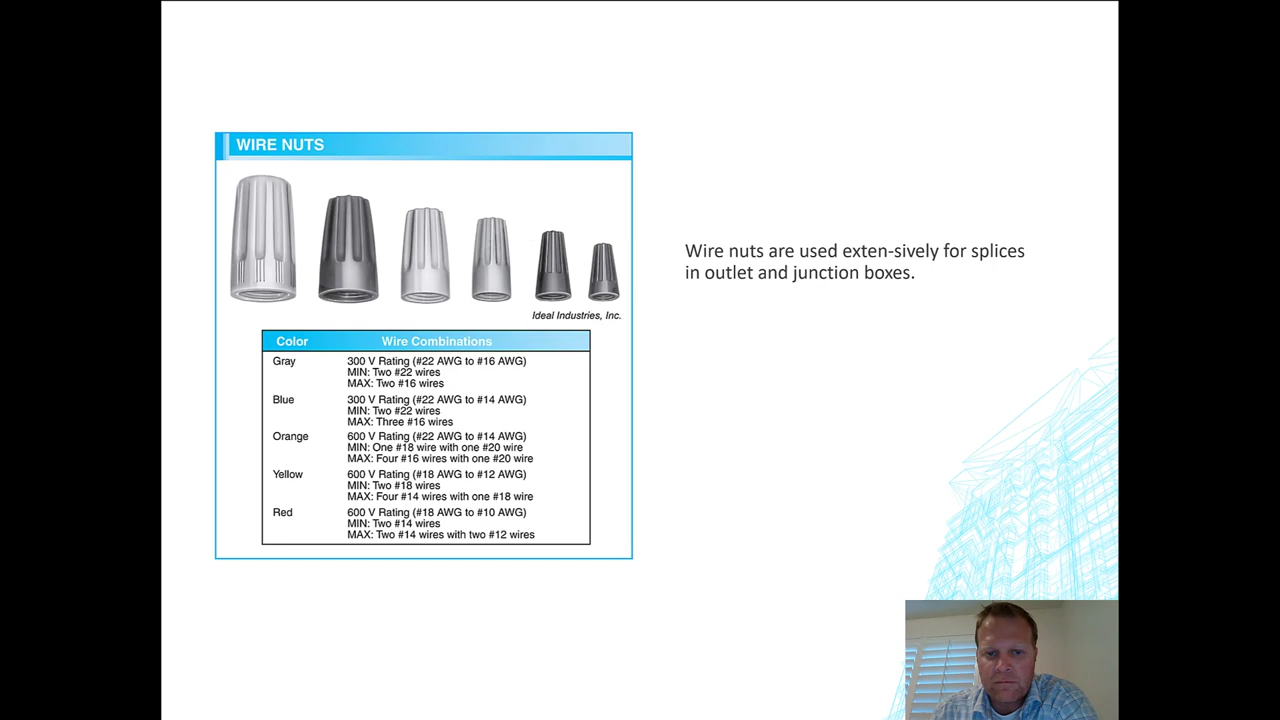 WIRE NUTS
Wire nuts are used exten-sively for splices
in outlet and junction boxes.
Ideal Industries, Inc.
Color Wire Combinations
Gray 300 V Rating (#22 AWG to #16 AWG)
MIN: Two #22 wires
MAX: Two #16 wires
Blue 300 V Rating (#22 AWG to #14 AWG)
MIN: Two #22 wires
MAX: Three #16 wires
Orange 600 V Rating (#22 AWG to #14 AWG)
MIN: One #18 wire with one #20 wire
MAX: Four #16 wires with one #20 wire
Yellow 600 V Rating (#18 AWG to #12 AWG)
MIN: Two #18 wires
MAX: Four #14 wires with one #18 wire
Red 600 V Rating (#18 AWG to #10 AWG)
MIN: Two #14 wires
MAX: Two #14 wires with two #12 wires